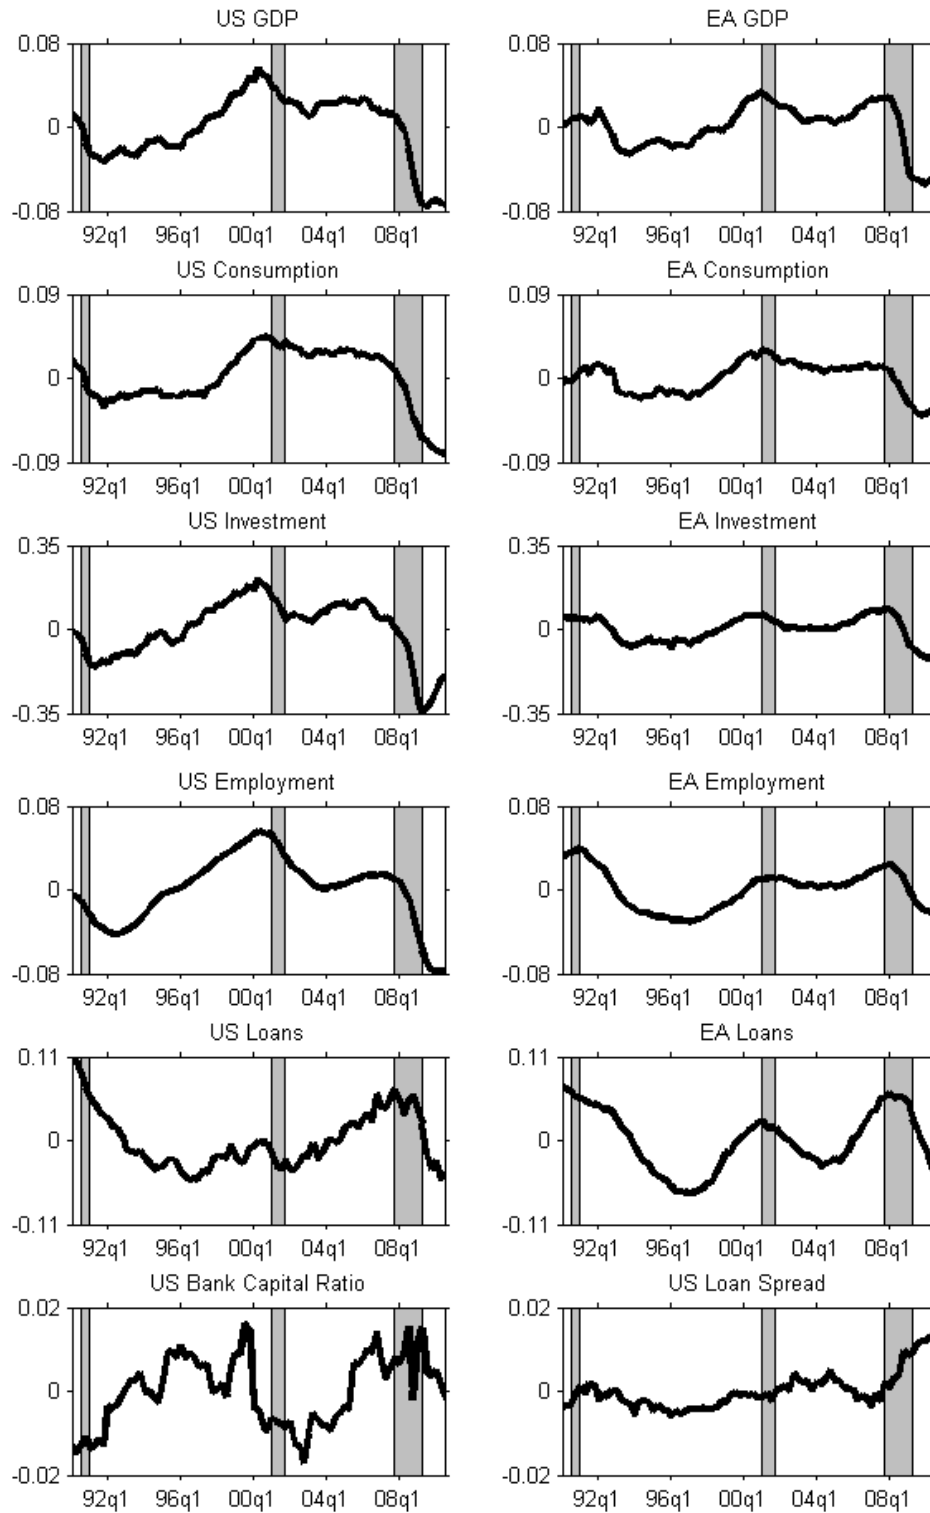 US GDP
EA GDP
0.08
0
-0.08
92q1 96q1 00q1 04q1 08q1
0.08
0
-0.08
92q1 96q1 00q1 04q1 08q1
US Consumption
EA Consumption
0.09
0
-0.09
92q1 96q1 00q1 04q1 08q1
0.09
0
-0.09
92q1 96q1 00q1 04q1 08q1
US Investment
EA Investment
0.35
0
-0.35
92q1 96q1 00q1 04q1 08q1
0.35
0
-0.35
92q1 96q1 00q1 04q1 08q1
US Employment
EA Employment
0.08
0
-0.08
92q1 96q1 00q1 04q1 08q1
0.08
0
-0.08
92q1 96q1 00q1 04q1 08q1
US Loans
EA Loans
0.11
0
-0.11
92q1 96q1 00q1 04q1 08q1
0.11
0
-0.11
92q1 96q1 00q1 04q1 08q1
US Bank Capital Ratio
US Loan Spread
0.02
0
-0.02
92q1 96q1 00q1 04q1 08q1
0.02
0
-0.02
92q1 96q1 00q1 04q1 08q1